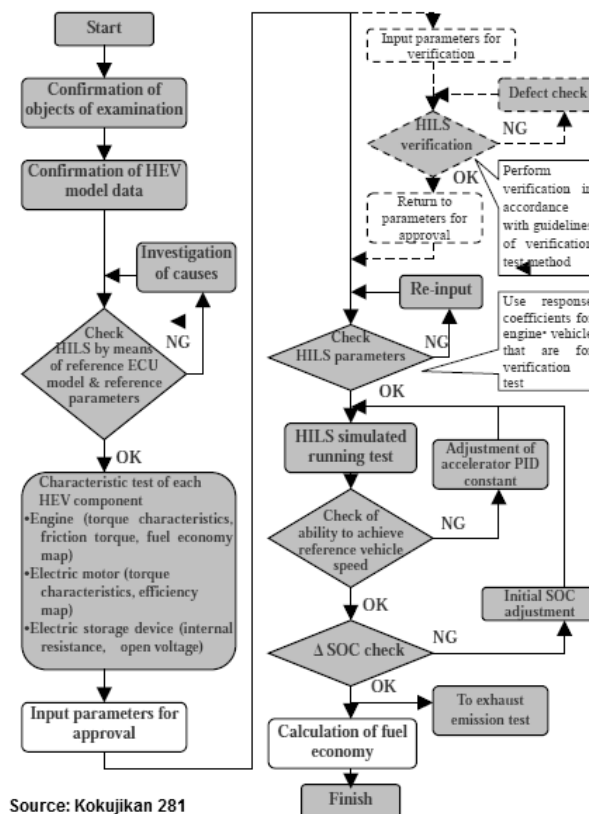 Start
Confirmation of
objects of examination
Confirmation of HEV
model data
Investigation
of causes
NG
Check
HILS by means
of reference ECU
model & reference
parameters
OK
Characteristic test of each
HEV component
•Engine (torque characteristics,
friction torque, fuel economy
map)
•Electric motor (torque
characteristics, efficiency
map)
•Electric storage device (internal
resistance, open voltage)
Input parameters for
approval
Input parameters for
verification
Defect check
HILS
verification
NG
OK
Return to
parameters for
approval
Perform
verification in
accordance
with guidelines
of verification
test method
Re-input
Check
HILS parameters
NG
Use response
coefficients for
engine• vehicle
that are for
verification
test
OK
HILS simulated
running test
Adjustment of
accelerator PID
constant
Check of
ability to achieve
reference vehicle
speed
NG
OK
Initial SOC
adjustment
Δ SOC check
NG
OK
To exhaust
emission test
Calculation of fuel
economy
Finish
Source: Kokujikan 281